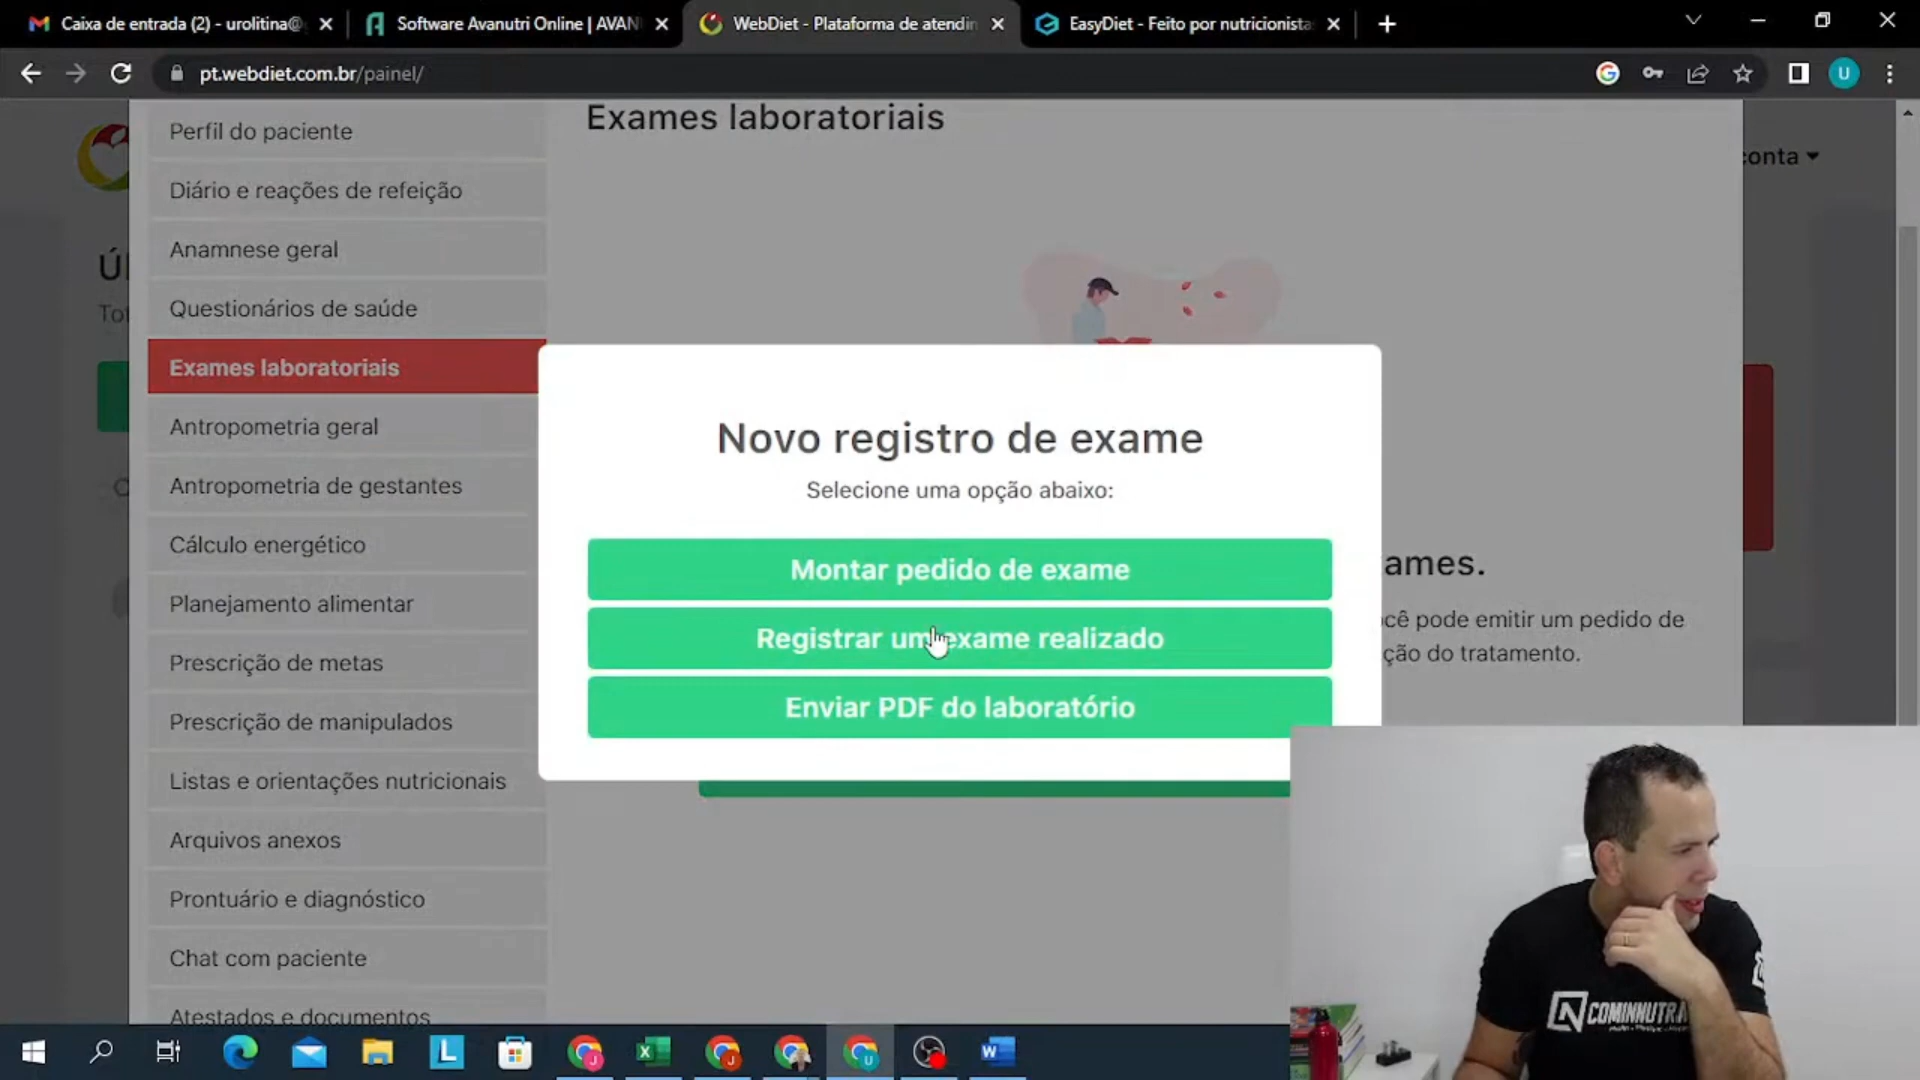 Caixa de entrada (2) - urolitina@
Software Avanutri Online | AVAN
WebDiet - Plataforma de atendin
EasyDiet - Feito por nutricionista
pt.webdiet.com.br/painel/
U
conta
Perfil do paciente
Diário e reações de refeição
Anamnese geral
Questionários de saúde
Exames laboratoriais
Antropometria geral
Antropometria de gestantes
Cálculo energético
Planejamento alimentar
Prescrição de metas
Prescrição de manipulados
Listas e orientações nutricionais
Arquivos anexos
Prontuário e diagnóstico
Chat com paciente
Atestados e documentos
Exames laboratoriais
Novo registro de exame
Selecione uma opção abaixo:
Montar pedido de exame
Registrar um exame realizado
Enviar PDF do laboratório
ames.
cê pode emitir um pedido de
ção do tratamento.
COMINNUTRA